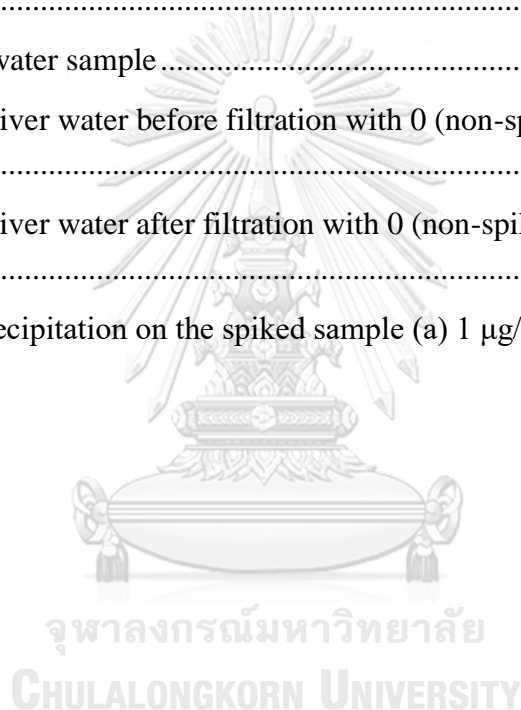 ................................................................
water sample................................................
iver water before filtration with 0 (non-sp
................................................................
iver water after filtration with 0 (non-spi
................................................................
ecipitation on the spiked sample (a) 1 μg/
จุฬาลงกรณ์มหาวิทยาลัย
CHULALONGKORN UNIVERSITY